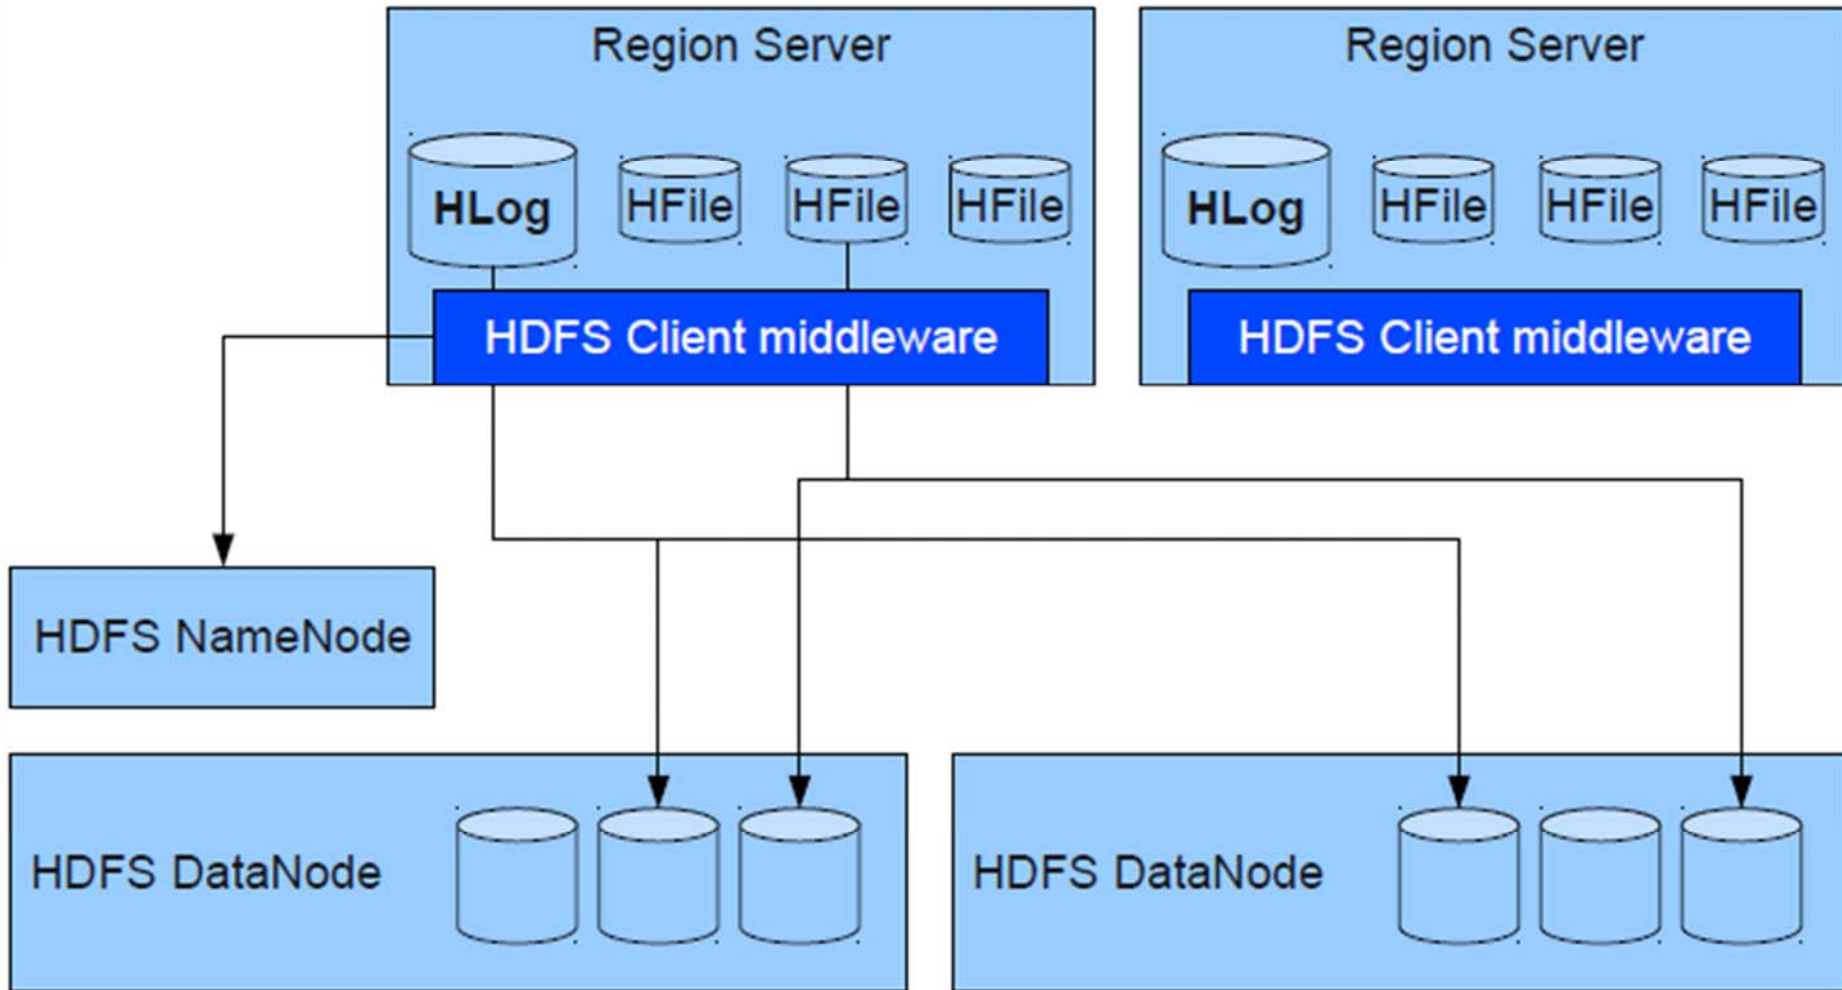 Region Server
HLog
HFile
HFile
HFile
HDFS Client middleware
Region Server
HLog
HFile
HFile
HFile
HDFS Client middleware
HDFS NameNode
HDFS DataNode
HDFS DataNode